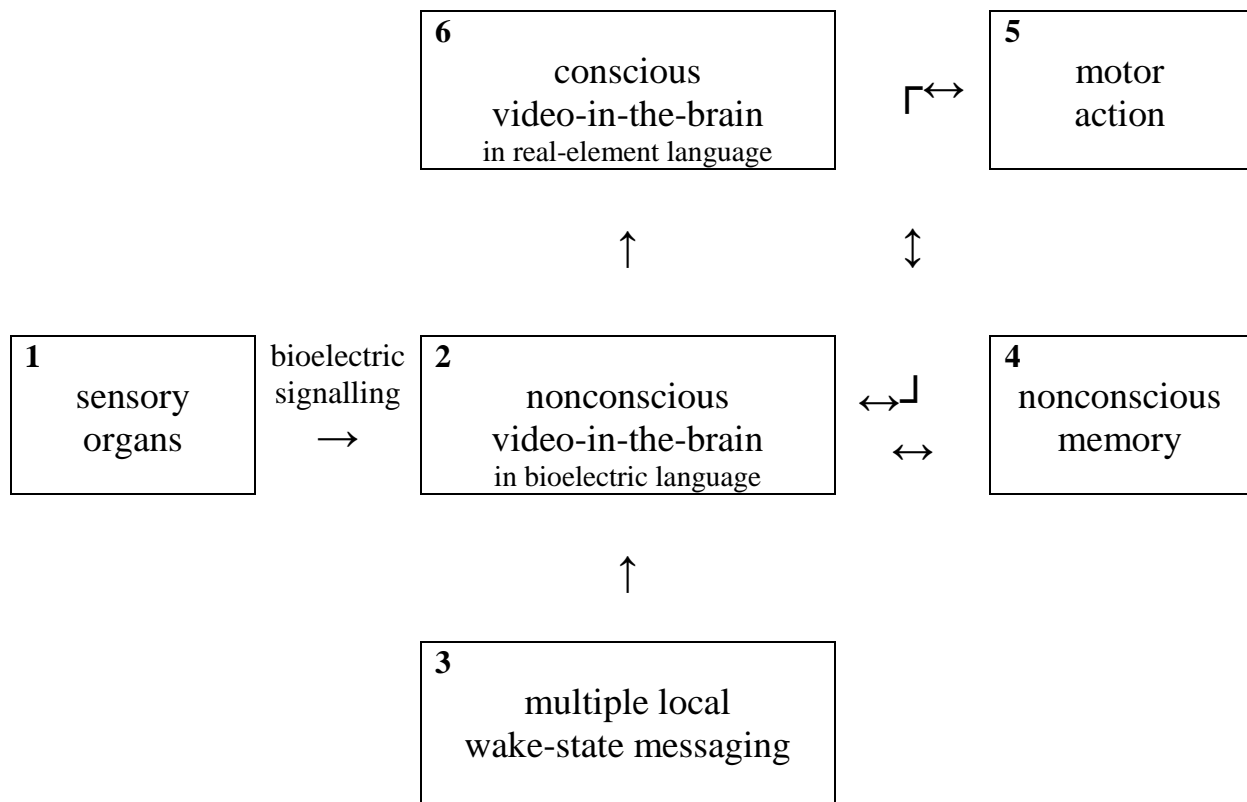 6
conscious
video-in-the-brain
in real-element language
5
motor
action
┌↔
↑
↕
1
sensory
organs
bioelectric
signalling
→
2
nonconscious
video-in-the-brain
in bioelectric language
↔┘
↔
4
nonconscious
memory
↑
3
multiple local
wake-state messaging